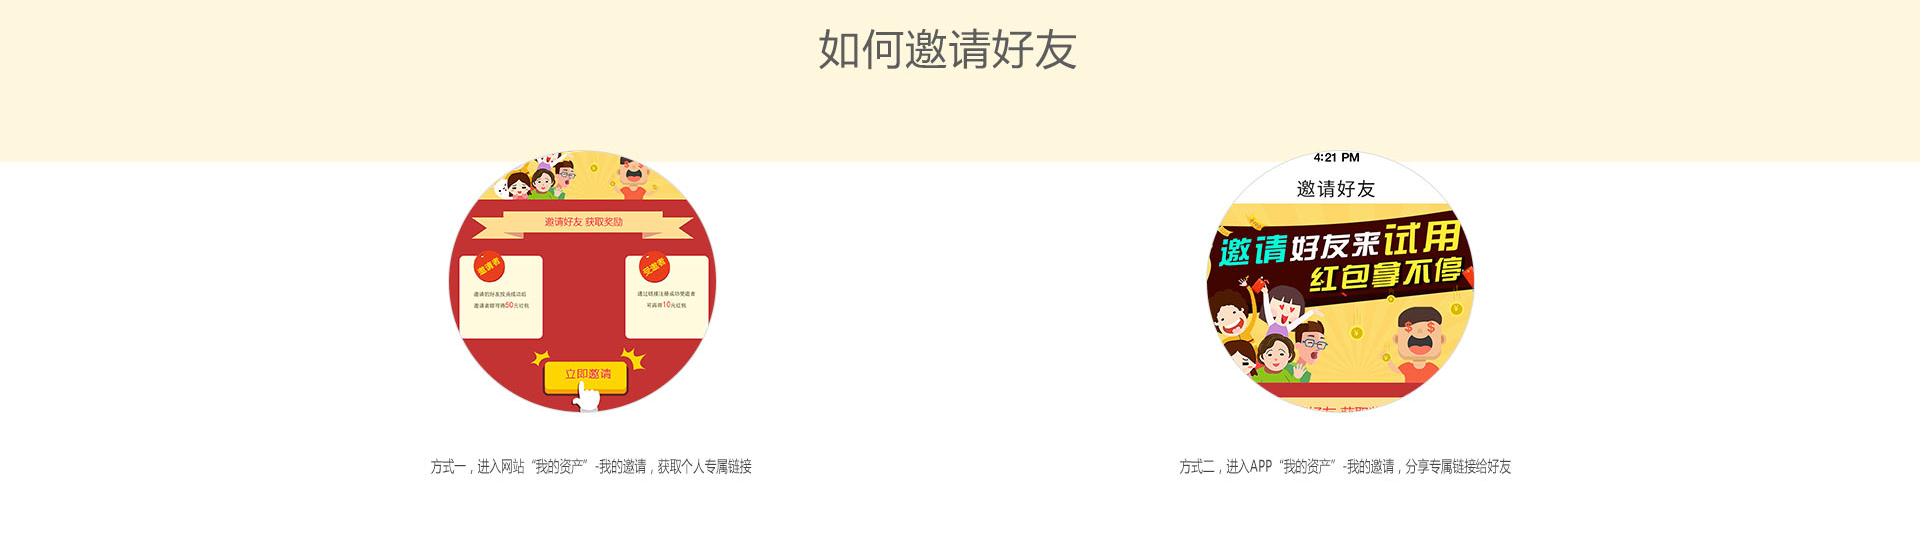 如何邀请好友
邀请好友 获取奖励
邀请者
邀请的好友投资成功后
邀请者即可得50元红包
受邀者
通过链接注册成功受邀者
可再得10元红包
立即邀请
方式一，进入网站“我的资产”-我的邀请，获取个人专属链接
4:21 PM
邀请好友
邀请好友来试用
红包拿不停
方式二，进入APP“我的资产”-我的邀请，分享专属链接给好友